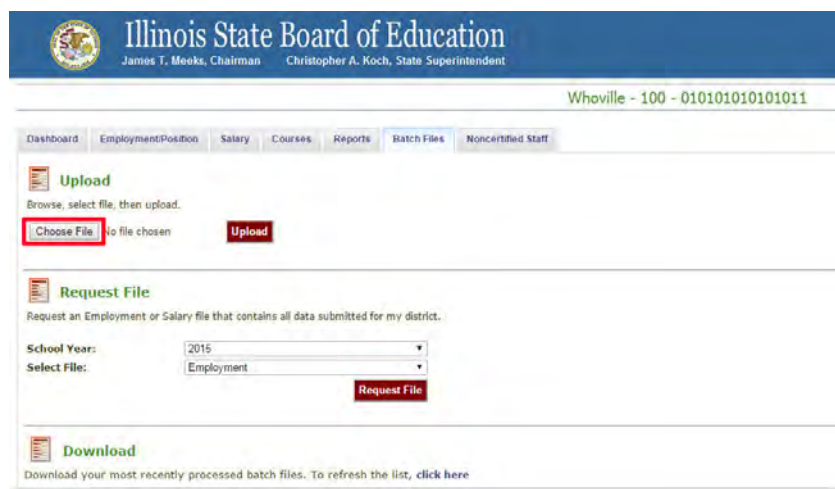 Illinois State Board of Education
James T. Meeks, Chairman Christopher A. Koch, State Superintendent
Whoville - 100 - 010101010101011
Dashboard Employment/Position Salary Courses Reports Batch Files Noncertified Staff
Upload
Browse, select file, then upload.
Choose File No file chosen Upload
Request File
Request an Employment or Salary file that contains all data submitted for my district.
School Year: 2015
Select File: Employment
Request File
Download
Download your most recently processed batch files. To refresh the list, click here